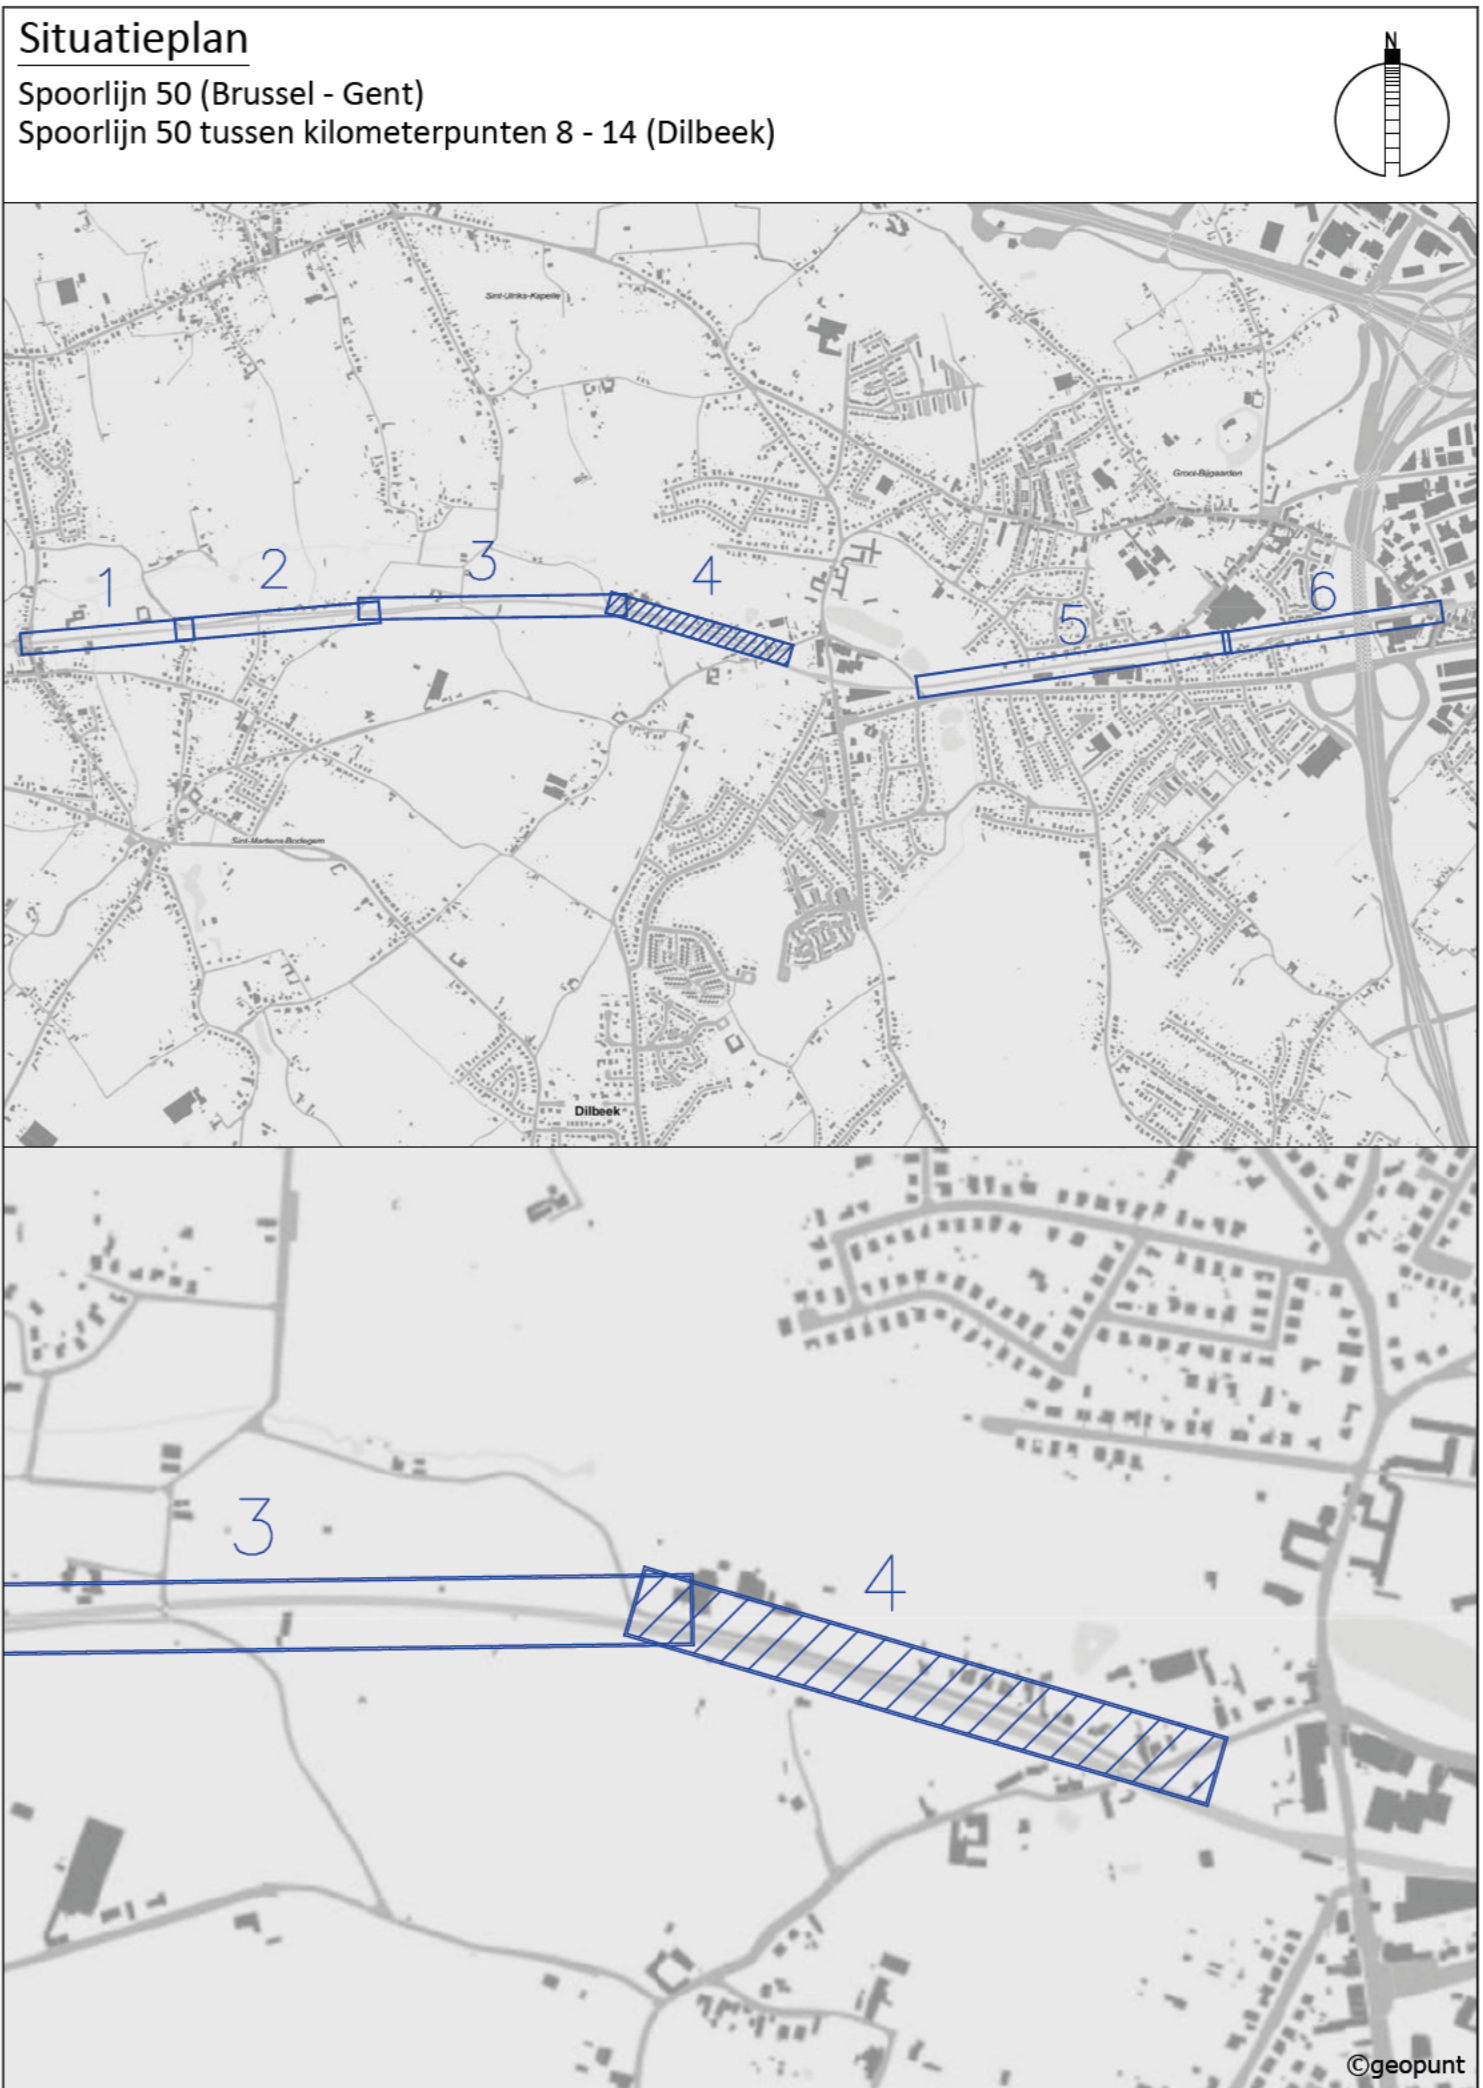 Situatieplan
Spoorlijn 50 (Brussel - Gent)
Spoorlijn 50 tussen kilometerpunten 8 - 14 (Dilbeek)
N
Sint-Ulriks-Kapelle
Groot-Bijgaarden
1
2
3
4
5
6
Sint-Martens-Bodegem
Dilbeek
3
4
©geopunt